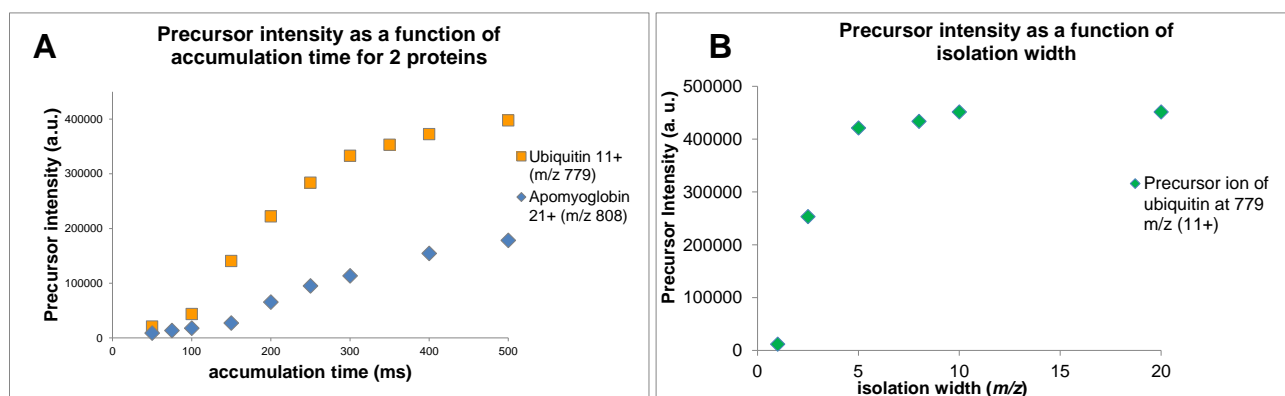 A
Precursor intensity as a function of
accumulation time for 2 proteins
Precursor intensity (a.u.)
400000
300000
200000
100000
0
0 100 200 300 400 500
accumulation time (ms)
Ubiquitin 11+
(m/z 779)
Apomyoglobin
21+ (m/z 808)
B
Precursor intensity as a function of
isolation width
Precursor Intensity (a. u.)
500000
400000
300000
200000
100000
0
0 5 10 15 20
isolation width (m/z)
Precursor ion of
ubiquitin at 779
m/z (11+)